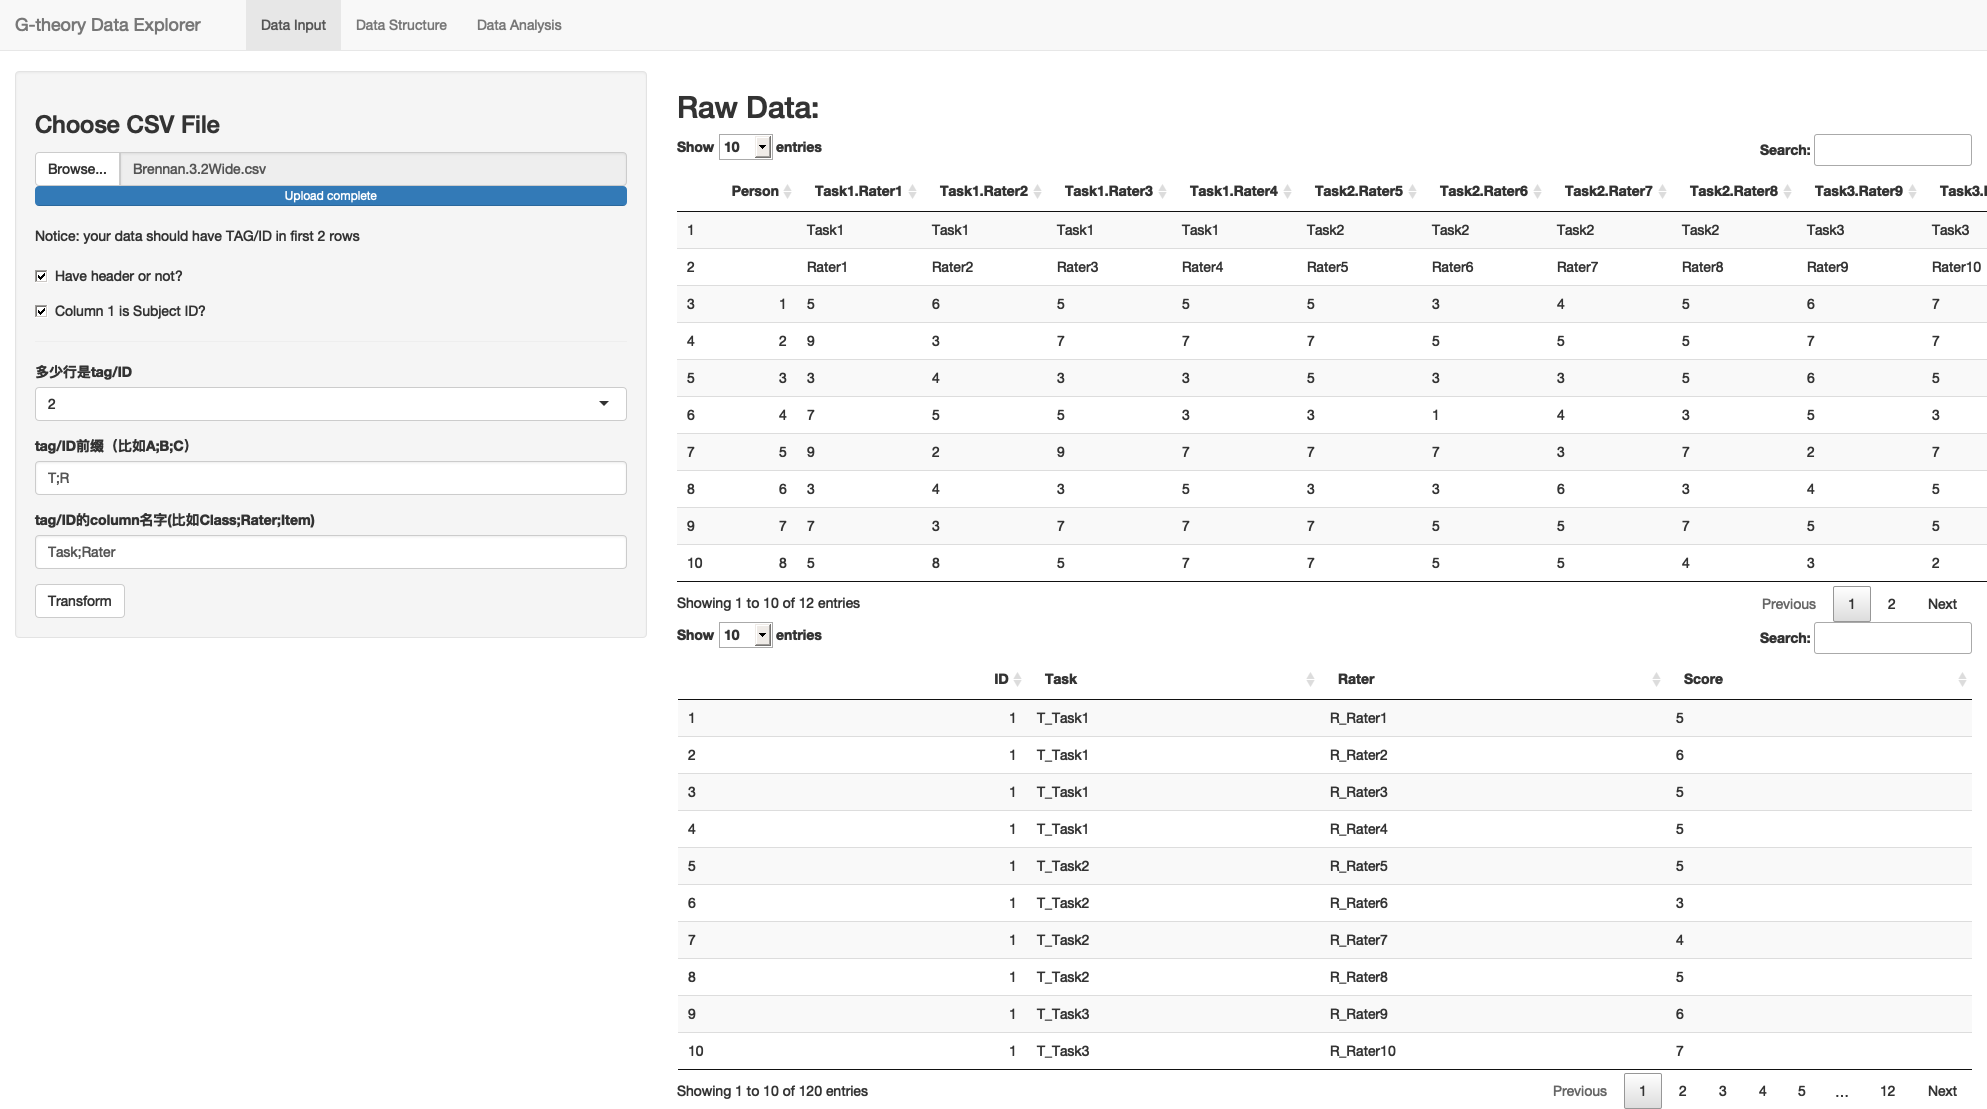 G-theory Data Explorer Data Input Data Structure Data Analysis
Choose CSV File
Browse... Brennan.3.2Wide.csv
Upload complete
Notice: your data should have TAG/ID in first 2 rows
Have header or not?
Column 1 is Subject ID?
多少行是tag/ID
2
tag/ID前缀（比如A;B;C）
T;R
tag/ID的column名字(比如Class;Rater;Item)
Task;Rater
Transform
Raw Data:
Show 10 entries Search:
Person Task1.Rater1 Task1.Rater2 Task1.Rater3 Task1.Rater4 Task2.Rater5 Task2.Rater6 Task2.Rater7 Task2.Rater8 Task3.Rater9 Task3.
1 Task1 Task1 Task1 Task1 Task2 Task2 Task2 Task2 Task3 Task3
2 Rater1 Rater2 Rater3 Rater4 Rater5 Rater6 Rater7 Rater8 Rater9 Rater10
3 1 5 6 5 5 5 3 4 5 6 7
4 2 9 3 7 7 7 5 5 5 7 7
5 3 3 4 3 3 5 3 3 5 6 5
6 4 7 5 5 3 3 1 4 3 5 3
7 5 9 2 9 7 7 7 3 7 2 7
8 6 3 4 3 5 3 3 6 3 4 5
9 7 7 3 7 7 7 5 5 7 5 5
10 8 5 8 5 7 7 5 5 4 3 2
Showing 1 to 10 of 12 entries Previous 1 2 Next
Show 10 entries Search:
ID Task Rater Score
1 1 T_Task1 R_Rater1 5
2 1 T_Task1 R_Rater2 6
3 1 T_Task1 R_Rater3 5
4 1 T_Task1 R_Rater4 5
5 1 T_Task2 R_Rater5 5
6 1 T_Task2 R_Rater6 3
7 1 T_Task2 R_Rater7 4
8 1 T_Task2 R_Rater8 5
9 1 T_Task3 R_Rater9 6
10 1 T_Task3 R_Rater10 7
Showing 1 to 10 of 120 entries Previous 1 2 3 4 5 ... 12 Next